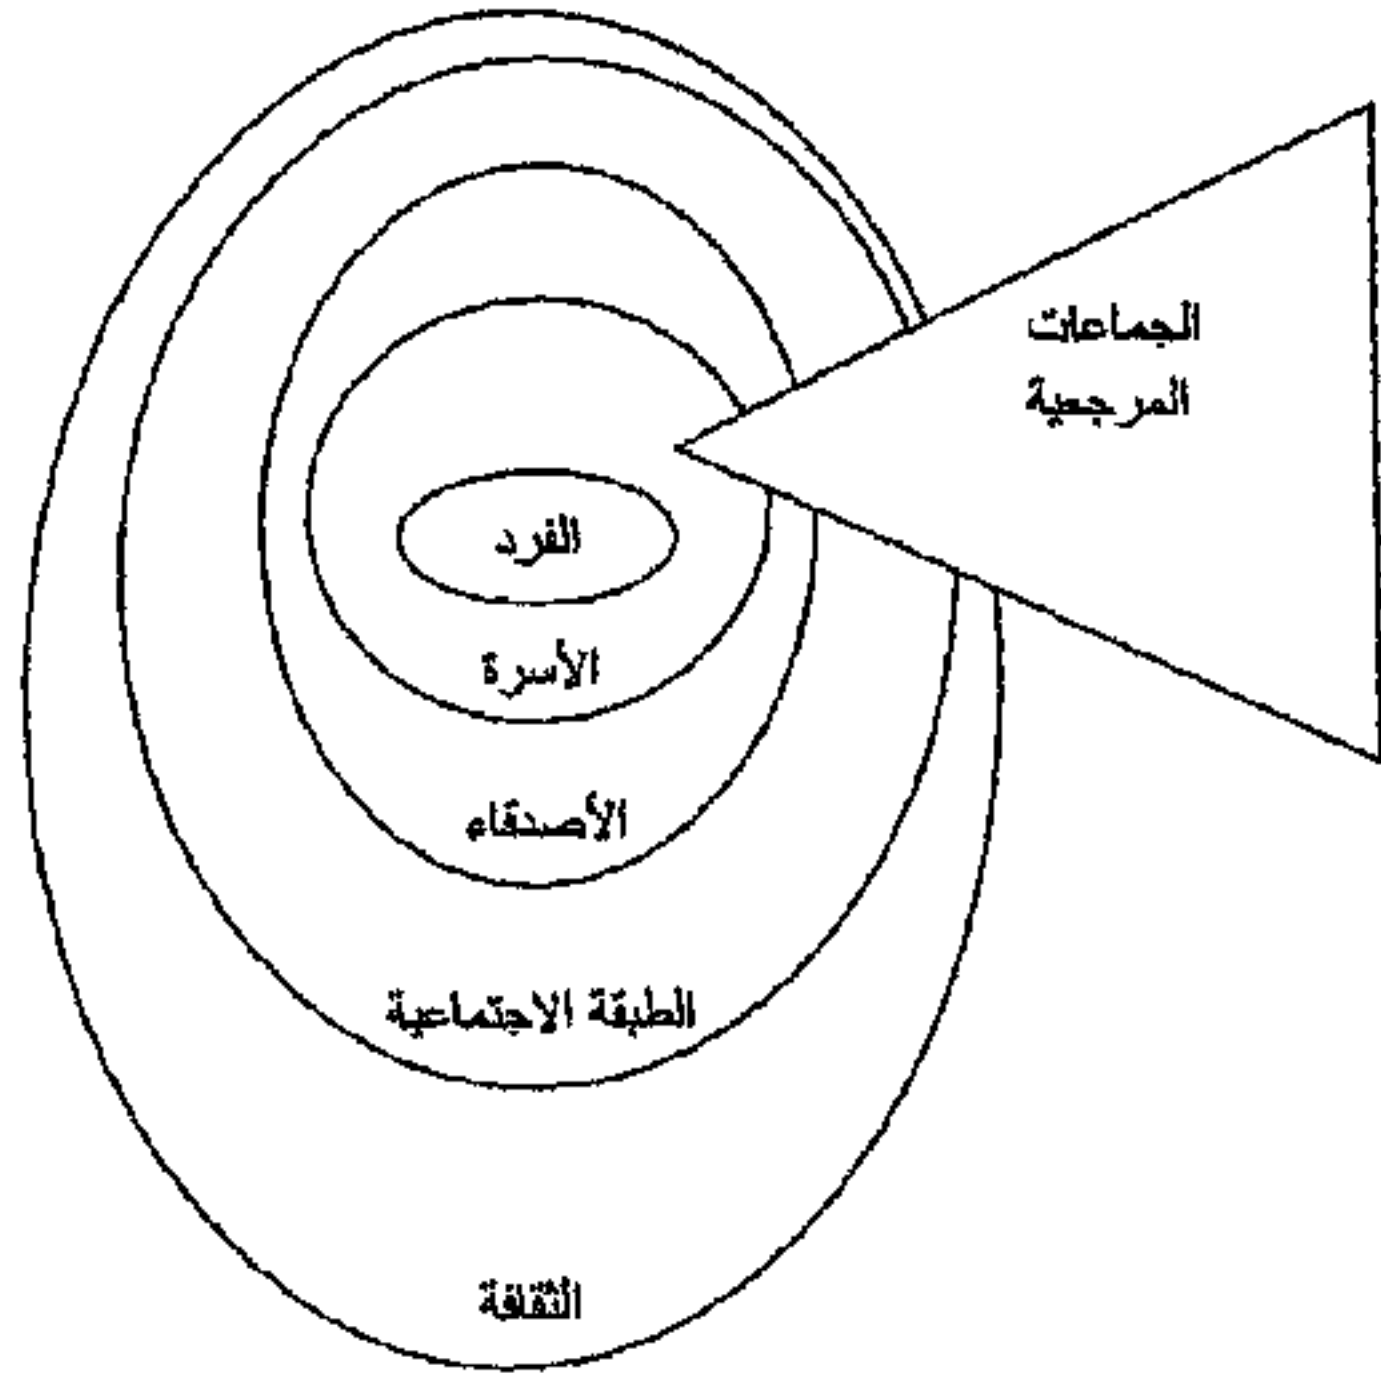 الجماعات
المرجعية
الفرد
الأسرة
الأصدقاء
الطبقة الاجتماعية
الثقافة